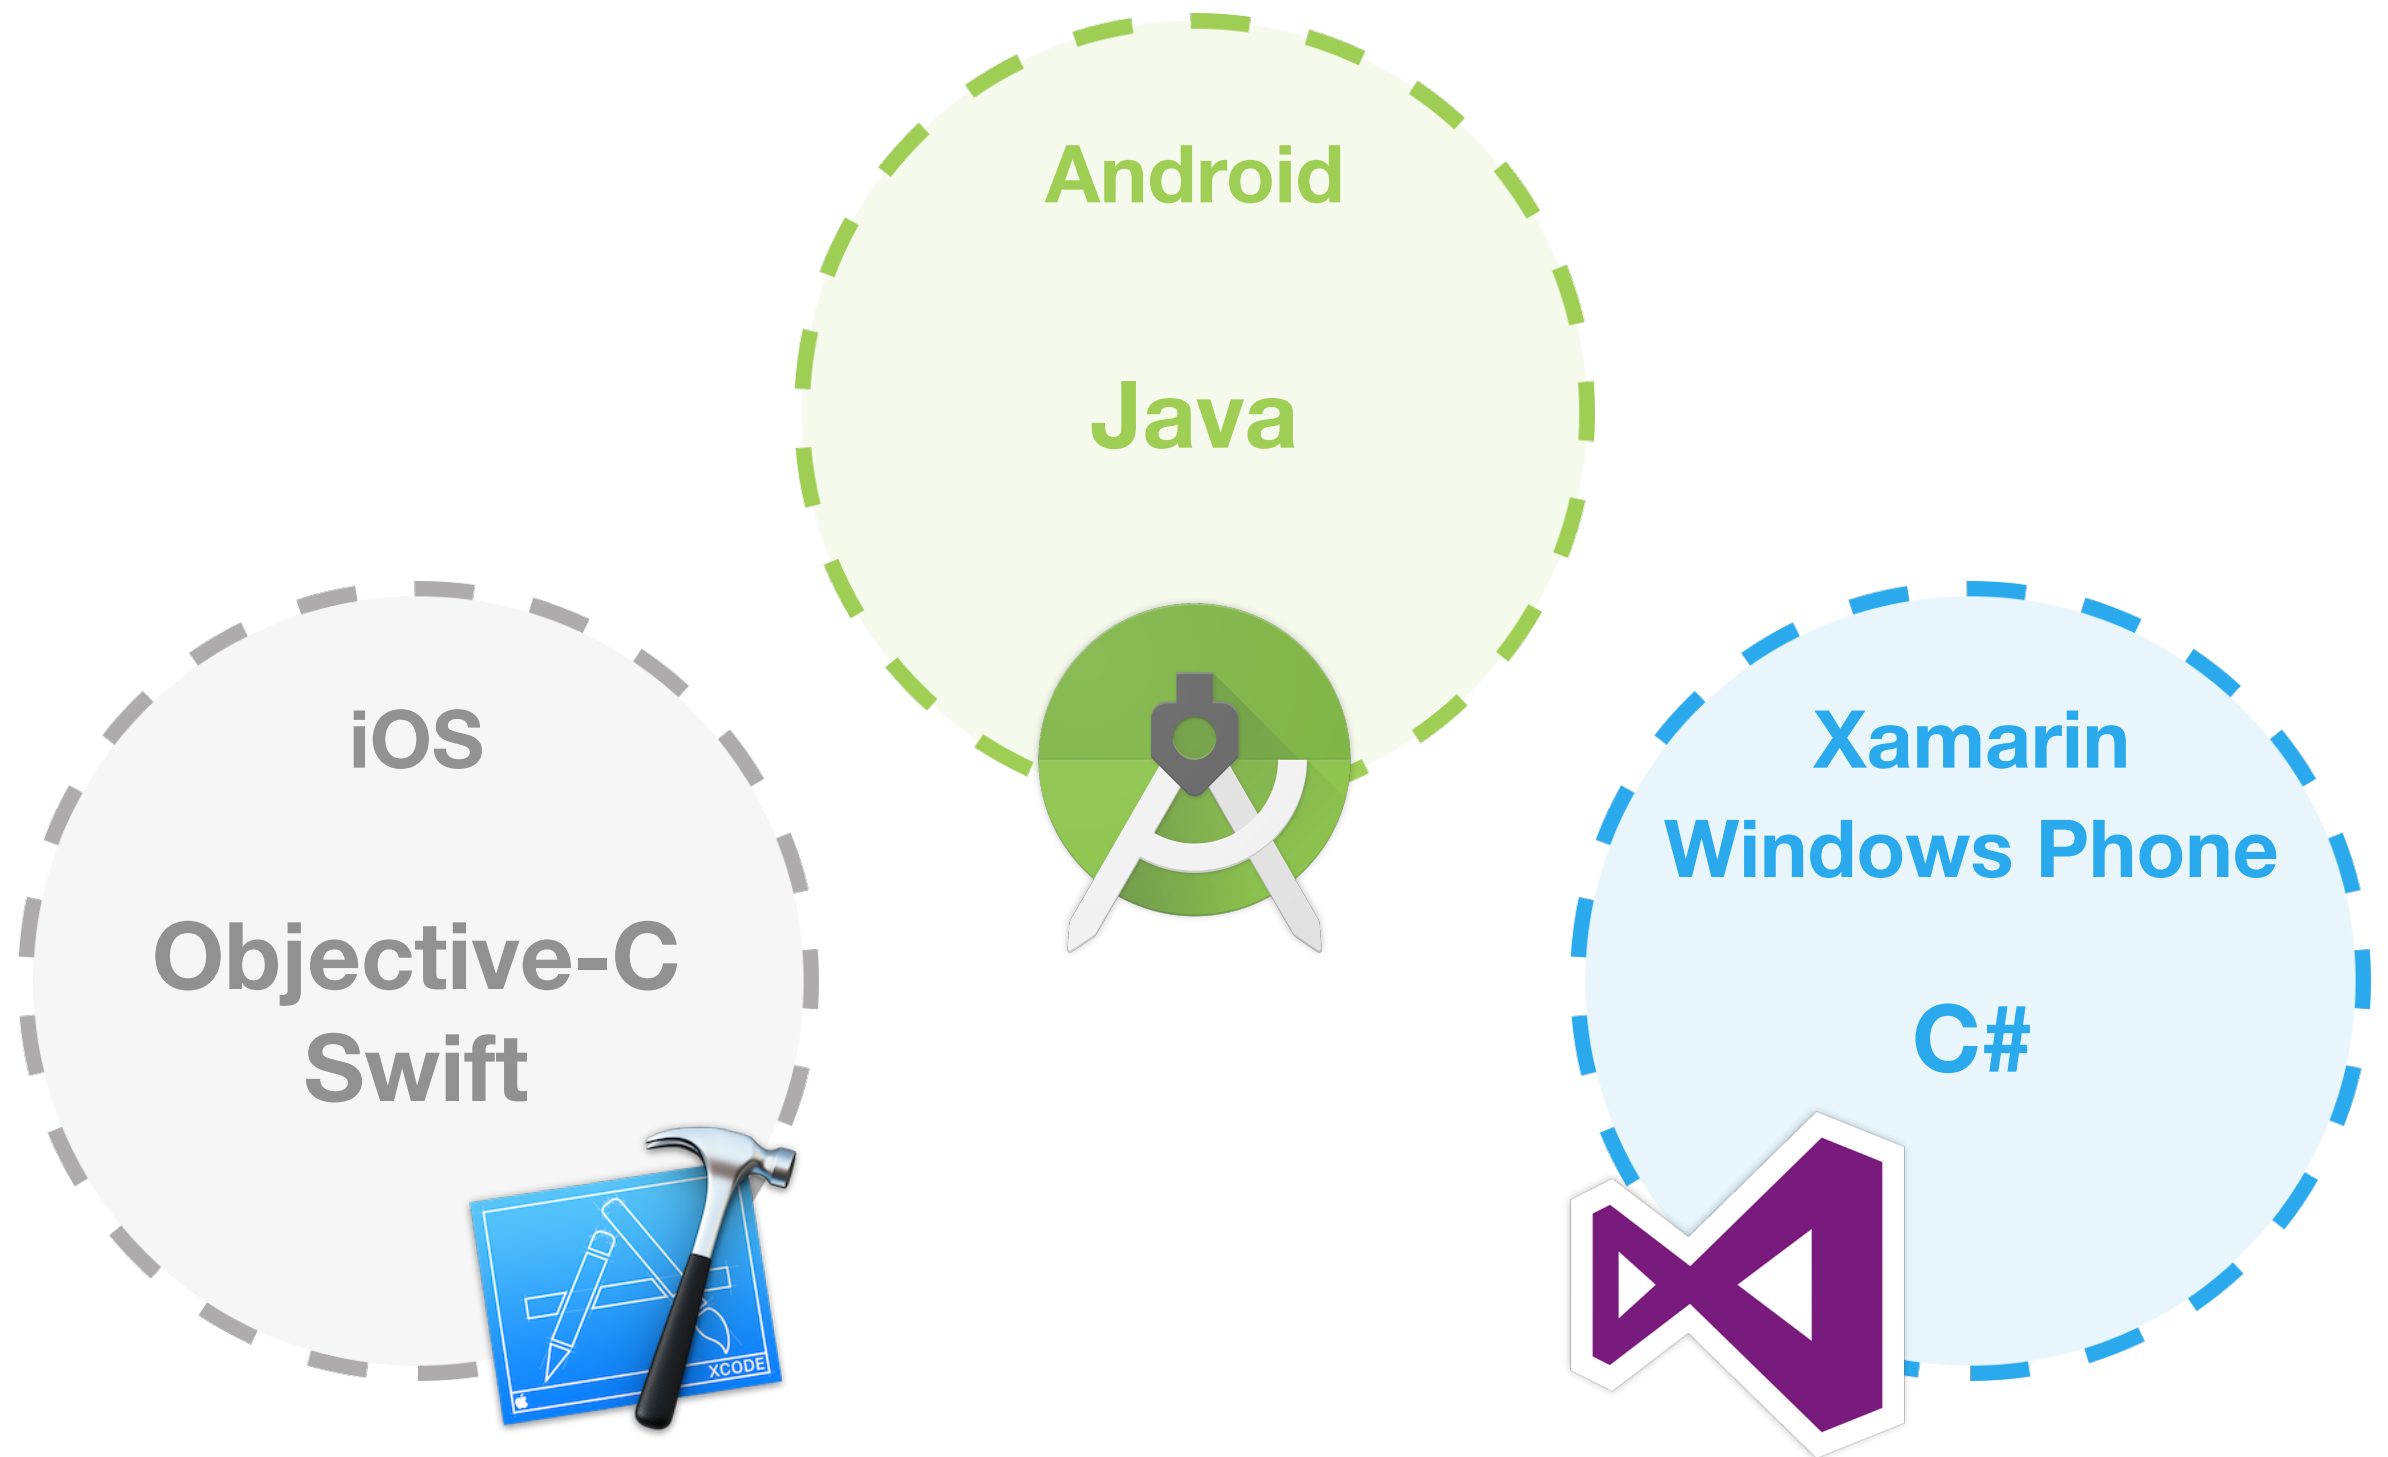 Android
Java
iOS
Objective-C
Swift
XCODE
Xamarin
Windows Phone
C#